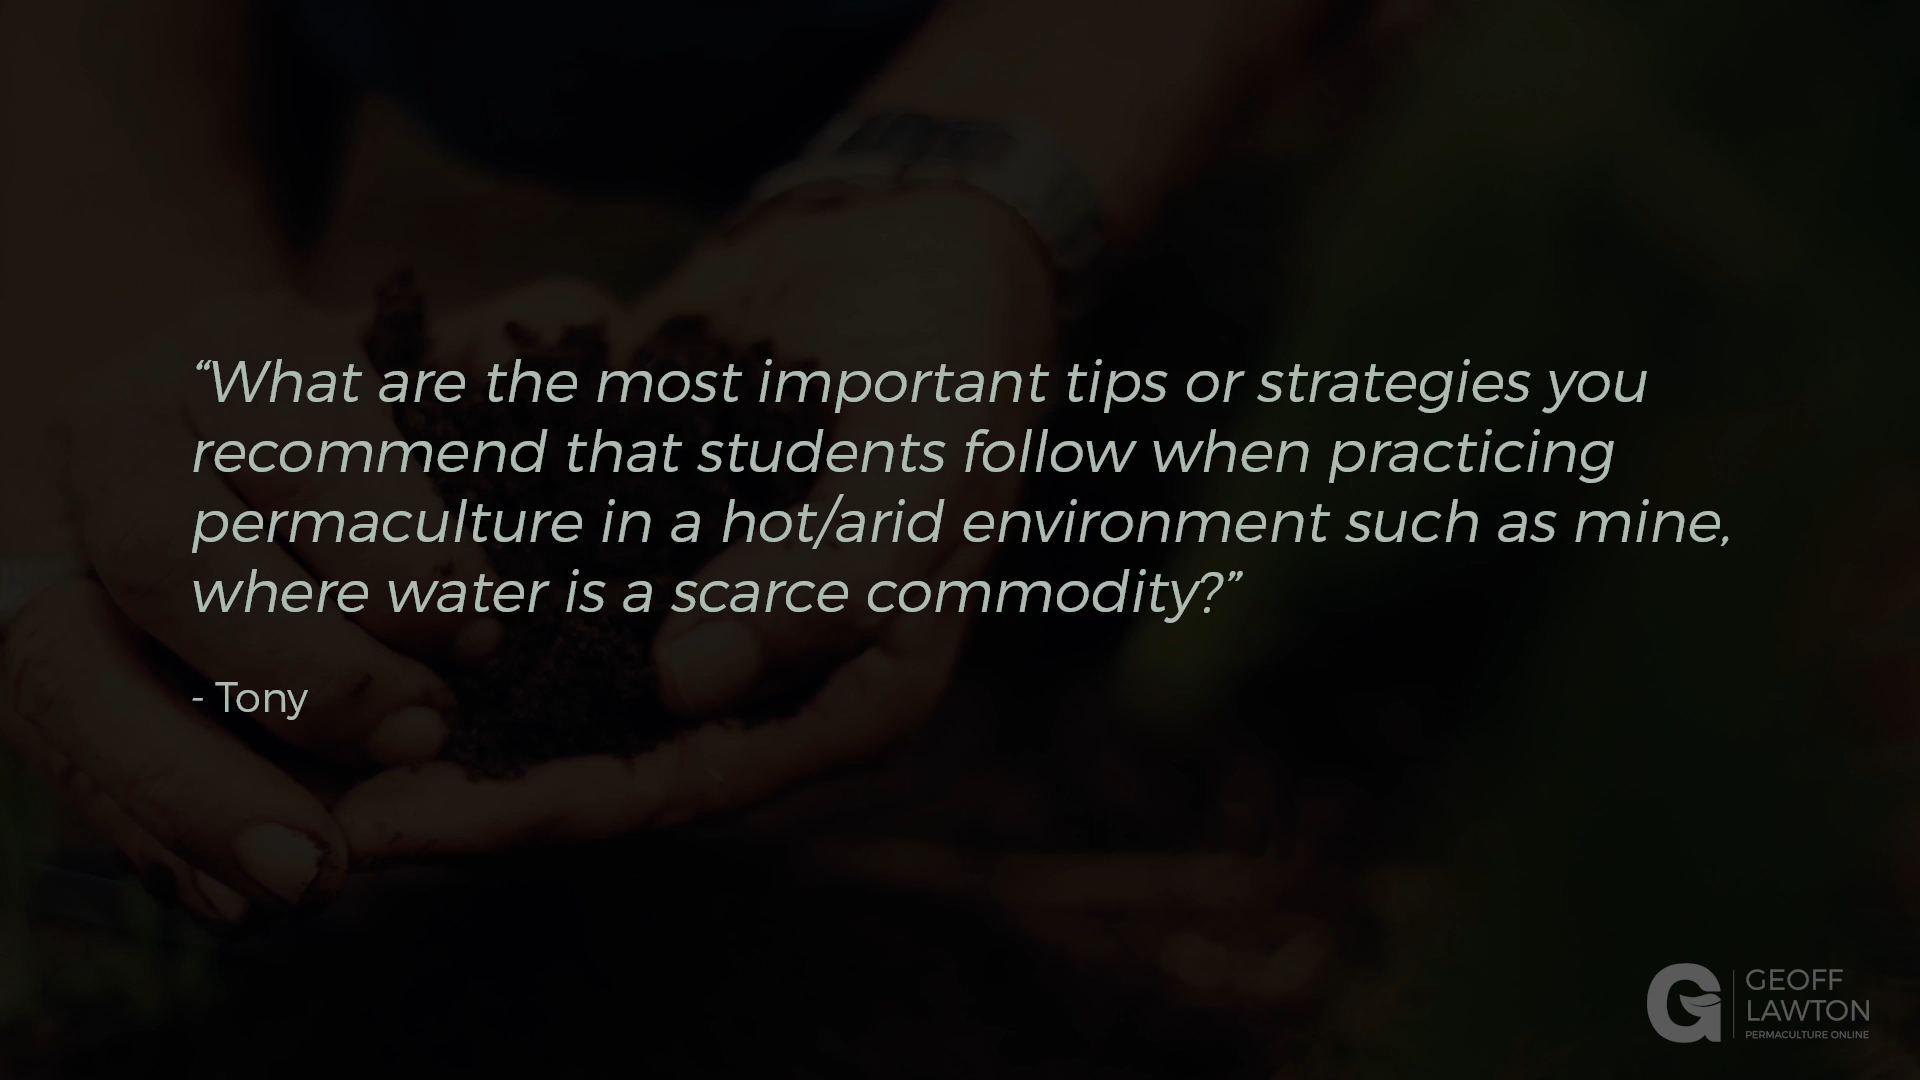 “What are the most important tips or strategies you
recommend that students follow when practicing
permaculture in a hot/arid environment such as mine,
where water is a scarce commodity?”
- Tony
GEOFF
LAWTON
PERMACULTURE ONLINE